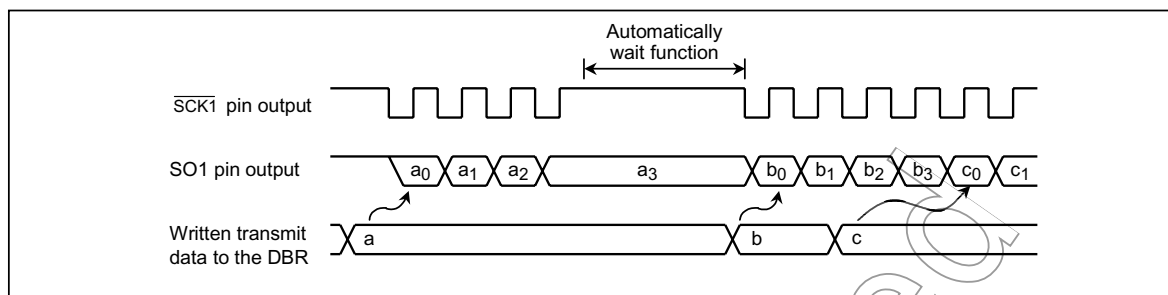 Automatically
wait function
SCK1 pin output
SO1 pin output
a0 a1 a2 a3 b0 b1 b2 b3 c0 c1
Written transmit
data to the DBR
a b c